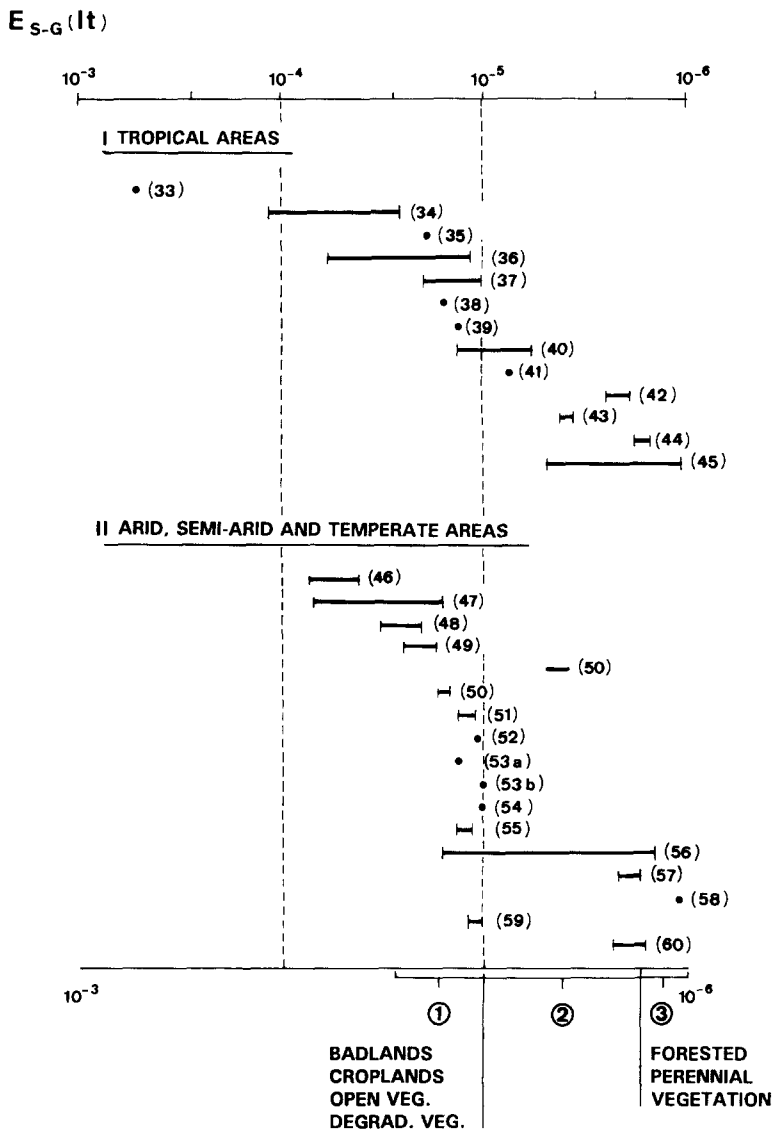 E S-G (lt)
10⁻³ 10⁻⁴ 10⁻⁵ 10⁻⁶
I TROPICAL AREAS
(33)
(34)
(35)
(36)
(37)
(38)
(39)
(40)
(41)
(42)
(43)
(44)
(45)
II ARID, SEMI-ARID AND TEMPERATE AREAS
(46)
(47)
(48)
(49)
(50)
(50)
(51)
(52)
(53a)
(53b)
(54)
(55)
(56)
(57)
(58)
(59)
(60)
10⁻³ 10⁻⁶
① ② ③
BADLANDS FORESTED
CROPLANDS PERENNIAL
OPEN VEG. VEGETATION
DEGRAD. VEG.